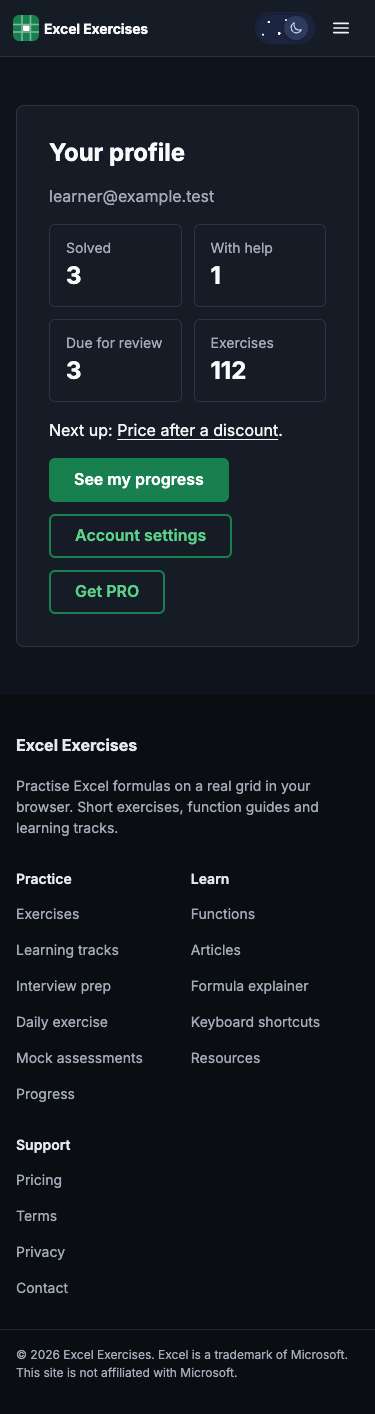 Excel Exercises
Your profile
learner@example.test
Solved
3
With help
1
Due for review
3
Exercises
112
Next up: Price after a discount.
See my progress
Account settings
Get PRO
Excel Exercises
Practise Excel formulas on a real grid in your
browser. Short exercises, function guides and
learning tracks.
Practice
Exercises
Learning tracks
Interview prep
Daily exercise
Mock assessments
Progress
Learn
Functions
Articles
Formula explainer
Keyboard shortcuts
Resources
Support
Pricing
Terms
Privacy
Contact
© 2026 Excel Exercises. Excel is a trademark of Microsoft.
This site is not affiliated with Microsoft.